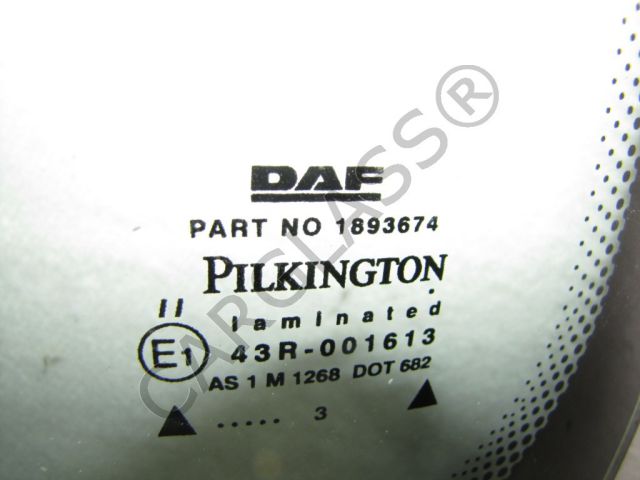 DAF
PART NO 1893674
PILKINGTON
II
laminated
E1 43R-001613
AS 1 M 1268 DOT 682
..... 3
CARGLASS®